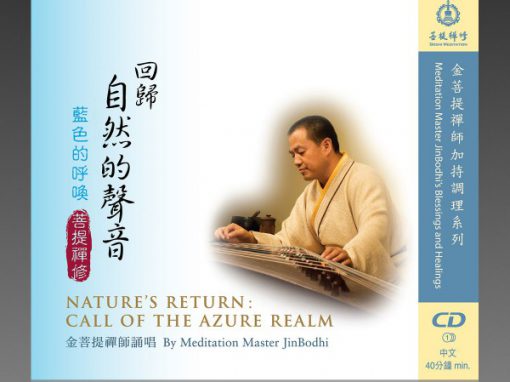 回歸
自然的聲音
藍色的呼喚
菩提禪修
NATURE'S RETURN:
CALL OF THE AZURE REALM
金菩提禪師誦唱 By Meditation Master JinBodhi
菩提禪修
BODHI MEDITATION
金菩提禪師加持調理系列
Meditation Master JinBodhi's Blessings and Healings
CD
1
中文
40分鐘 min.